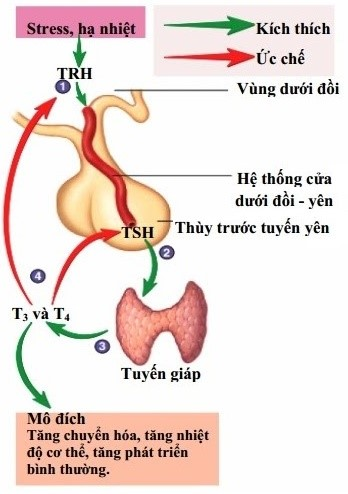 Stress, hạ nhiệt
Kích thích
Ức chế
TRH
1
Vùng dưới đồi
Hệ thống cửa
dưới đồi - yên
Thùy trước tuyến yên
TSH
2
4
T₃ và T₄
3
Tuyến giáp
Mô đích
Tăng chuyển hóa, tăng nhiệt
độ cơ thể, tăng phát triển
bình thường.